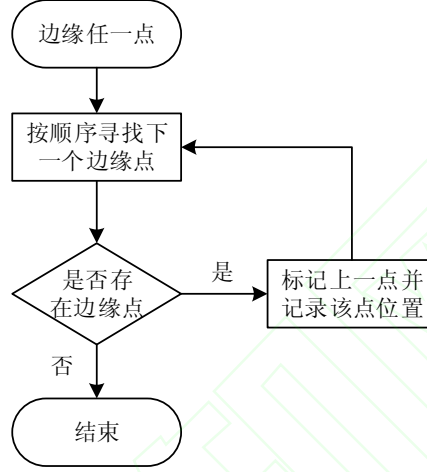 边缘任一点
按顺序寻找下
一个边缘点
是否存
在边缘点
是
标记上一点并
记录该点位置
否
结束